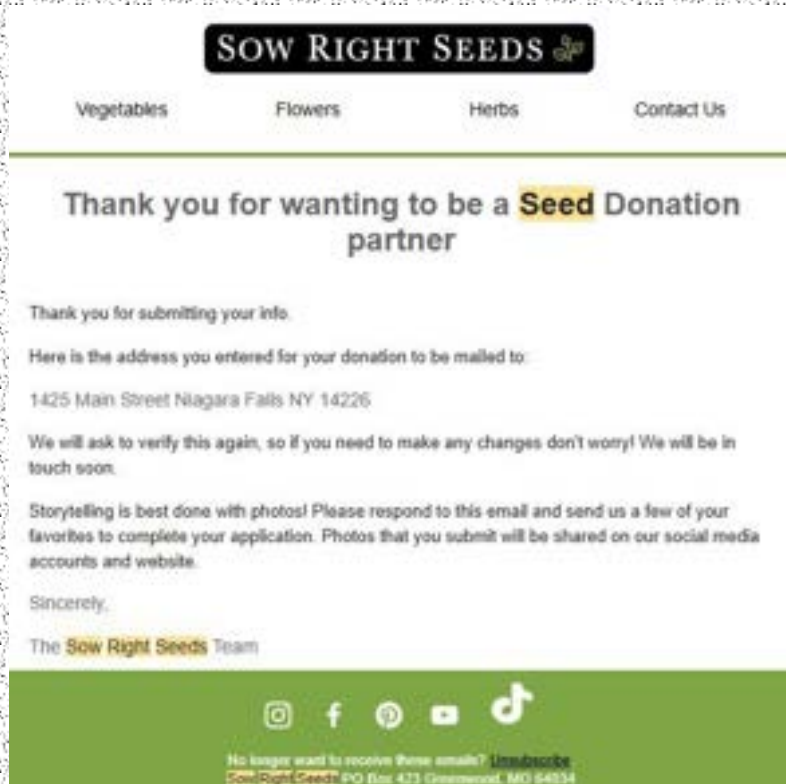 SOW RIGHT SEEDS
Vegetables Flowers Herbs Contact Us
Thank you for wanting to be a Seed Donation
partner
Thank you for submitting your info.
Here is the address you entered for your donation to be mailed to:
1425 Main Street Niagara Falls NY 14226
We will ask to verify this again, so if you need to make any changes don't worry! We will be in
touch soon.
Storytelling is best done with photos! Please respond to this email and send us a few of your
favorites to complete your application. Photos that you submit will be shared on our social media
accounts and website.
Sincerely,
The Sow Right Seeds Team
No longer want to receive these emails? Unsubscribe
Sow Right Seeds PO Box 423 Greenwood, MO 64034